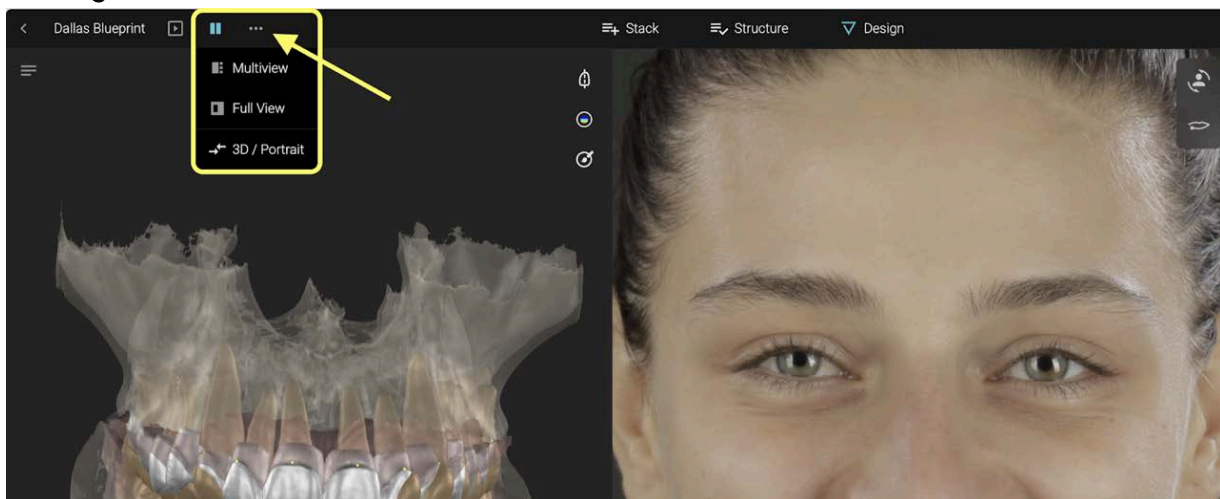 Dallas Blueprint
Stack
Structure
Design
Multiview
Full View
3D / Portrait